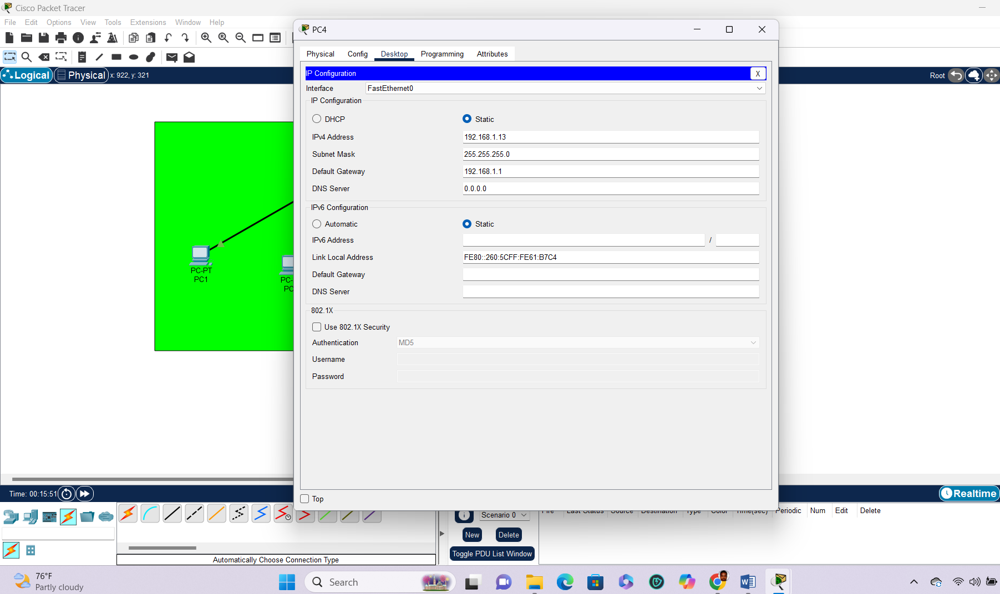 Cisco Packet Tracer
File Edit Options View Tools Extensions Window Help
PC4
Physical Config Desktop Programming Attributes
Logical Physical x: 922, y: 321
Root
IP Configuration X
Interface FastEthernet0
IP Configuration
DHCP Static
IPv4 Address 192.168.1.13
Subnet Mask 255.255.255.0
Default Gateway 192.168.1.1
DNS Server 0.0.0.0
IPv6 Configuration
Automatic Static
IPv6 Address /
Link Local Address FE80::260:5CFF:FE61:B7C4
Default Gateway
DNS Server
802.1X
Use 802.1X Security
Authentication MD5
Username
Password
Top
PC-PT
PC1
PC-
PC
Time: 00:15:51
Realtime
Scenario 0
Fire Last Status Source Destination Type Color Time(sec) Periodic Num Edit Delete
New Delete
Toggle PDU List Window
Automatically Choose Connection Type
76°F
Partly cloudy
Search